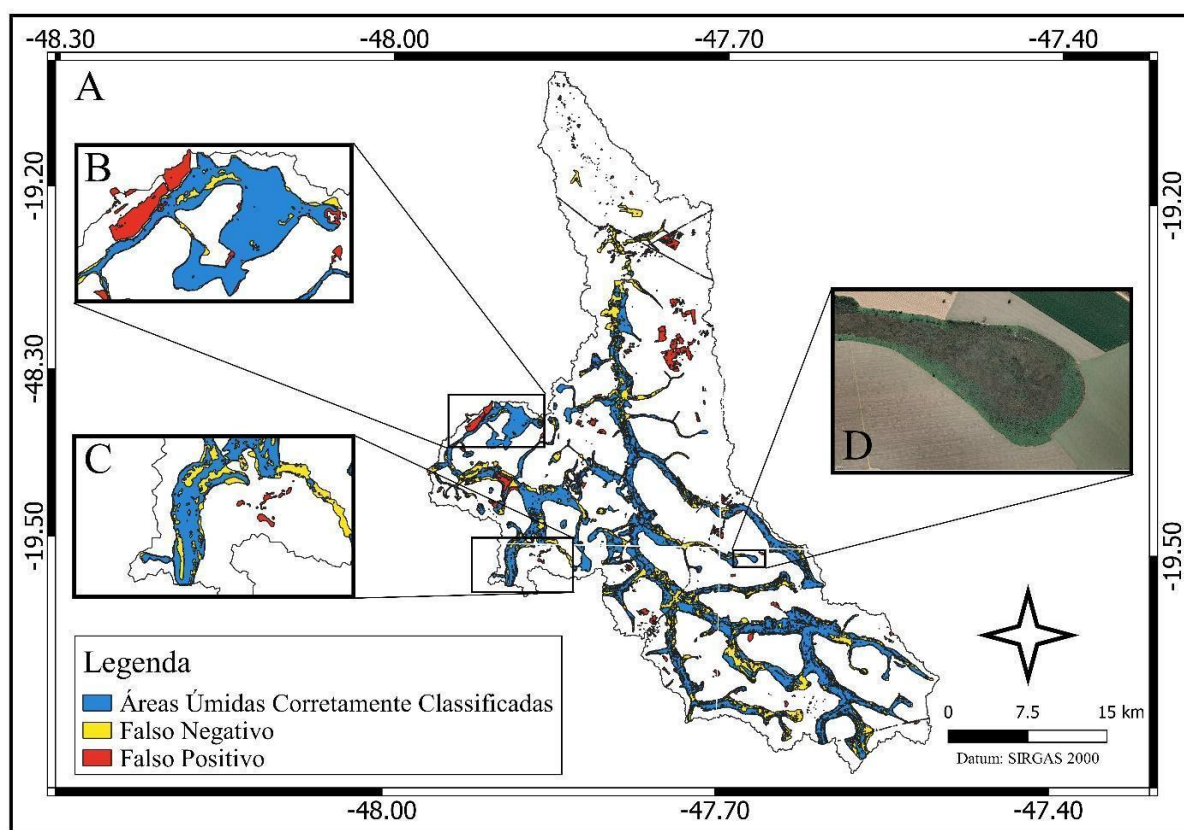 -48.30 -48.00 -47.70 -47.40
A
B
-19.20
-19.20
D
-48.30
C
-19.50
-19.50
Legenda
Áreas Úmidas Corretamente Classificadas
Falso Negativo
Falso Positivo
0 7.5 15 km
Datum: SIRGAS 2000
-48.00 -47.70 -47.40